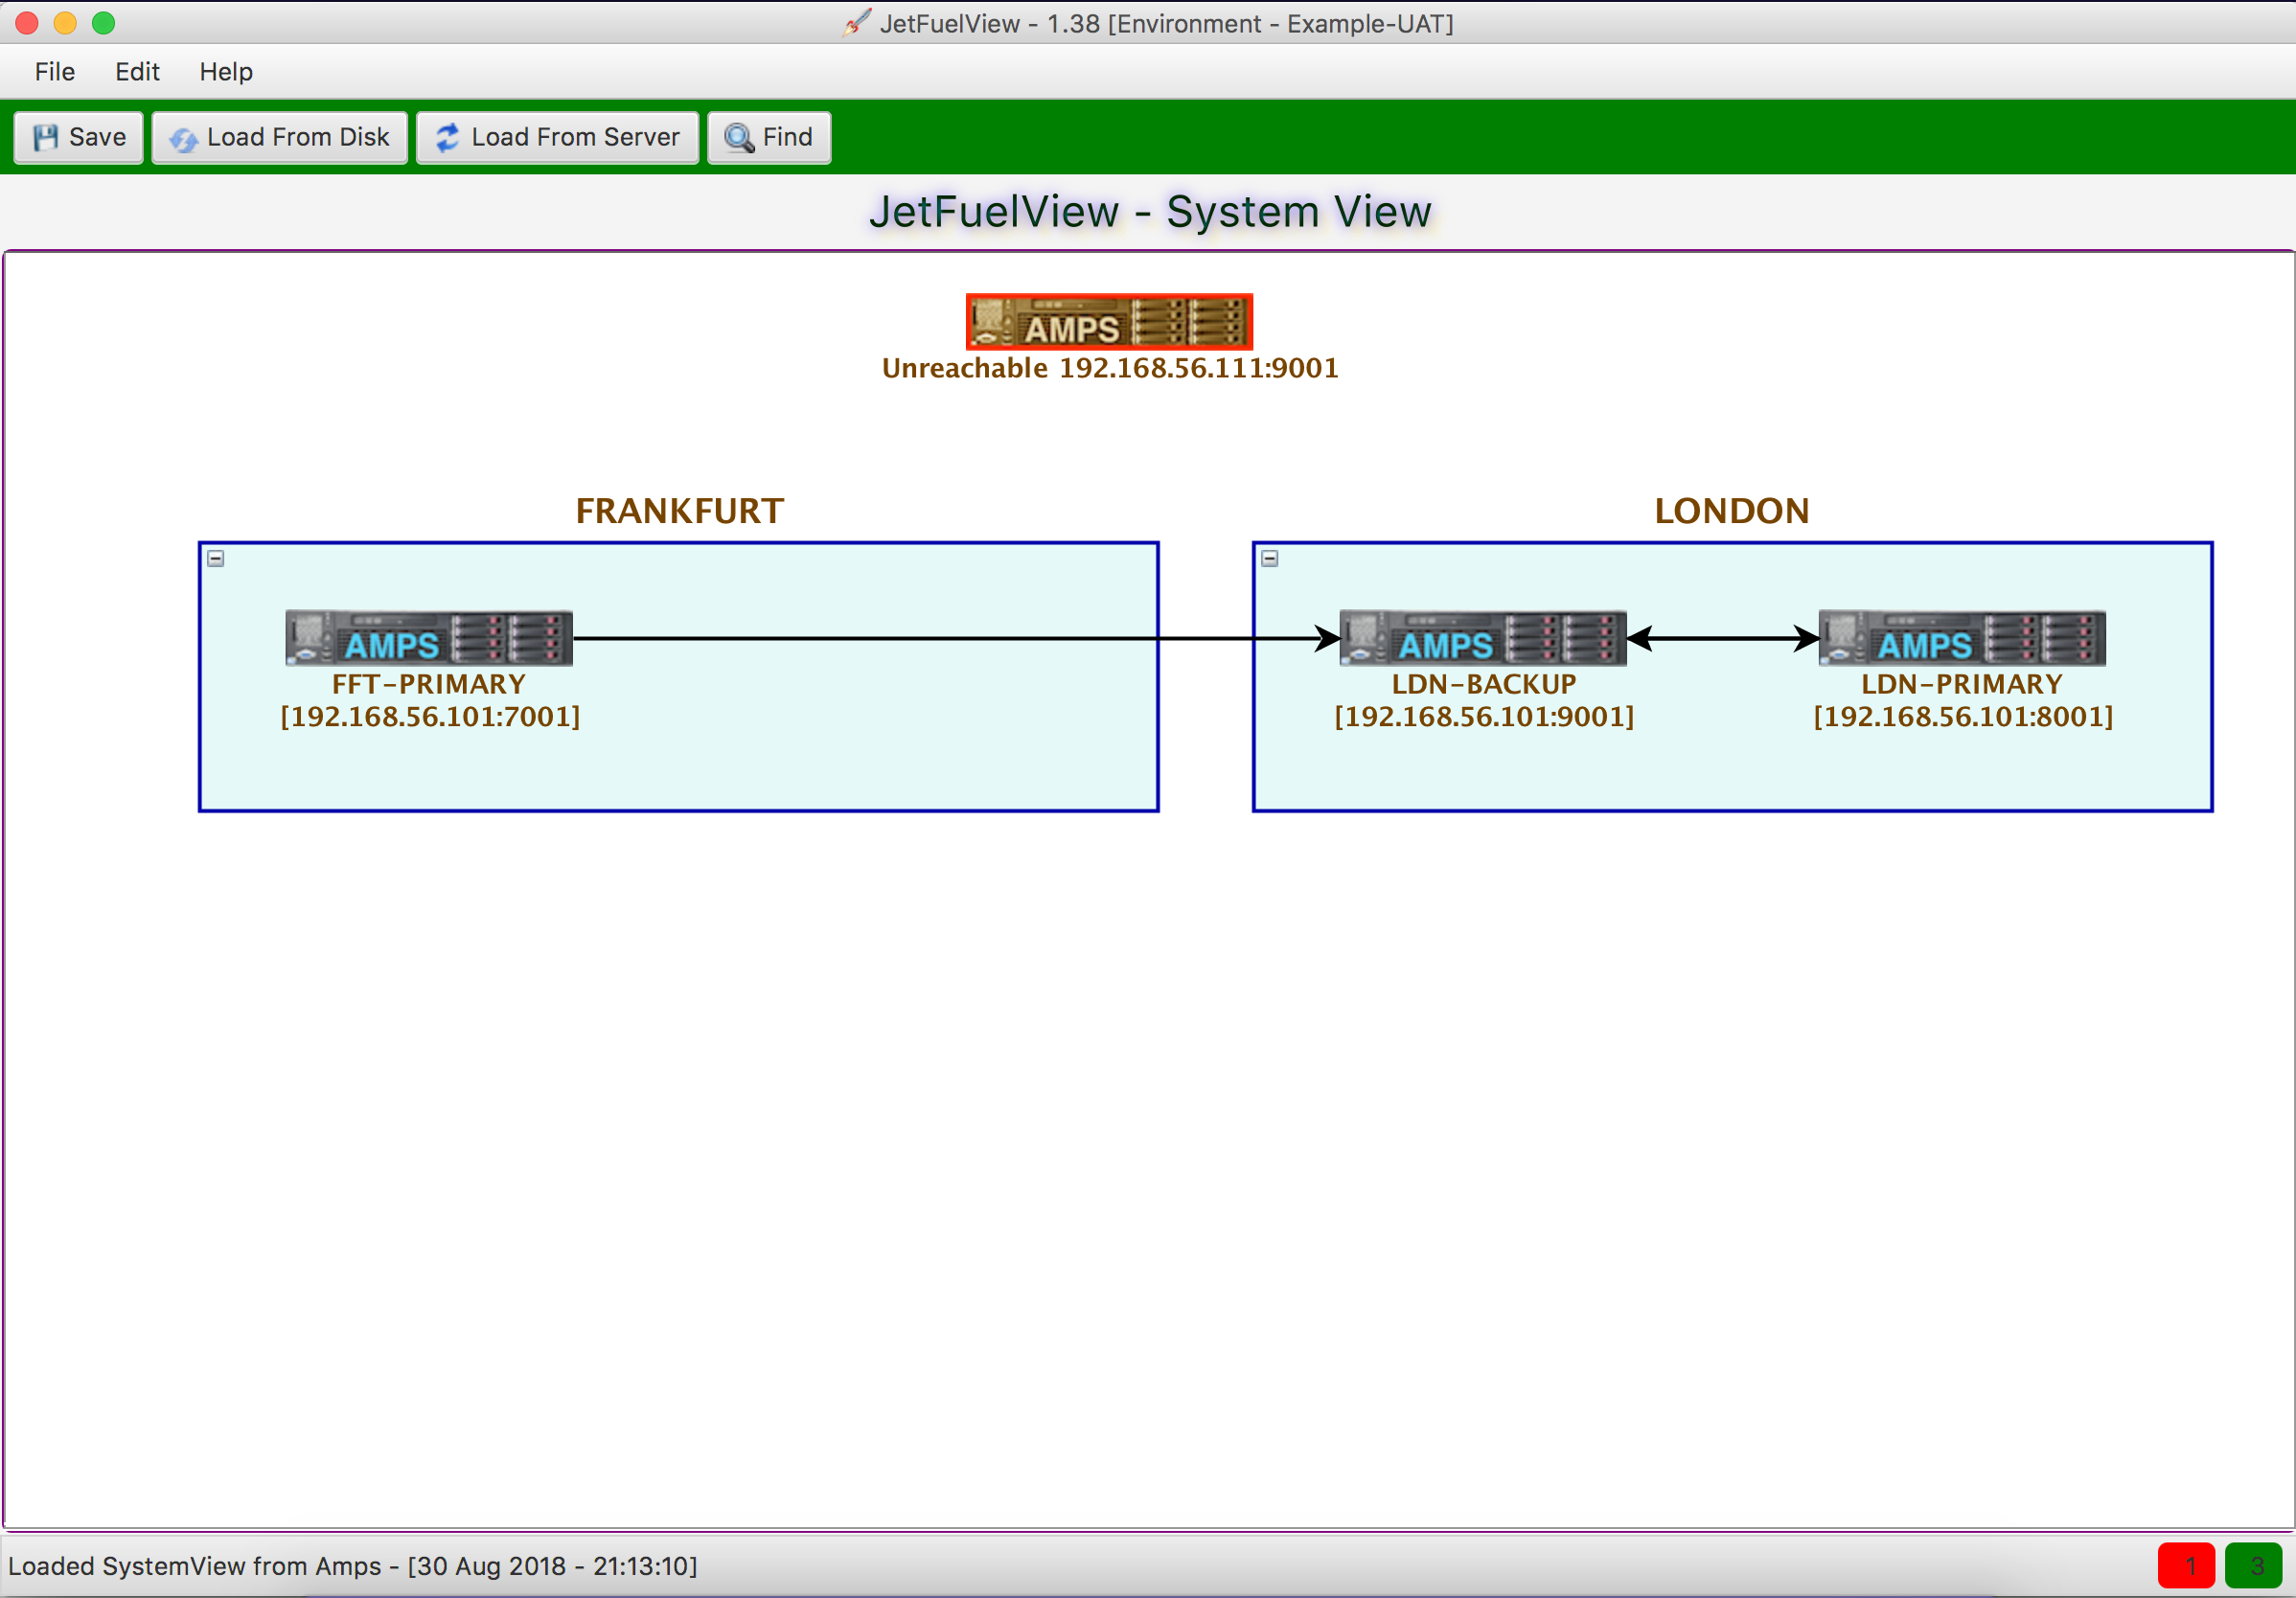 JetFuelView - 1.38 [Environment - Example-UAT]
File Edit Help
Save Load From Disk Load From Server Find
JetFuelView - System View
AMPS
Unreachable 192.168.56.111:9001
FRANKFURT
LONDON
AMPS
FFT-PRIMARY
[192.168.56.101:7001]
AMPS
LDN-BACKUP
[192.168.56.101:9001]
AMPS
LDN-PRIMARY
[192.168.56.101:8001]
Loaded SystemView from Amps - [30 Aug 2018 - 21:13:10]
1 3